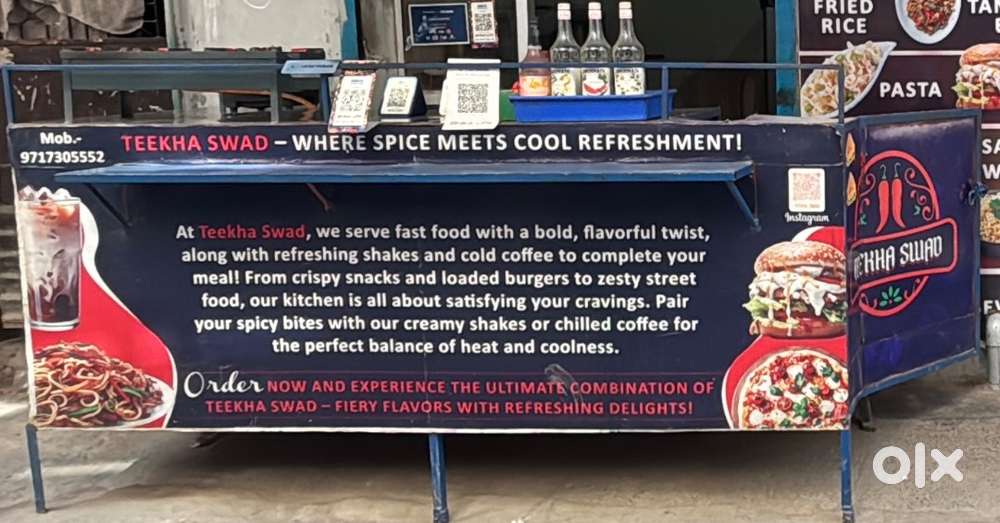 FRIED
RICE
PASTA
Mob.-
9717305552
TEEKHA SWAD – WHERE SPICE MEETS COOL REFRESHMENT!
Instagram
At Teekha Swad, we serve fast food with a bold, flavorful twist,
along with refreshing shakes and cold coffee to complete your
meal! From crispy snacks and loaded burgers to zesty street
food, our kitchen is all about satisfying your cravings. Pair
your spicy bites with our creamy shakes or chilled coffee for
the perfect balance of heat and coolness.
Order NOW AND EXPERIENCE THE ULTIMATE COMBINATION OF
TEEKHA SWAD – FIERY FLAVORS WITH REFRESHING DELIGHTS!
TEEKHA SWAD
olx